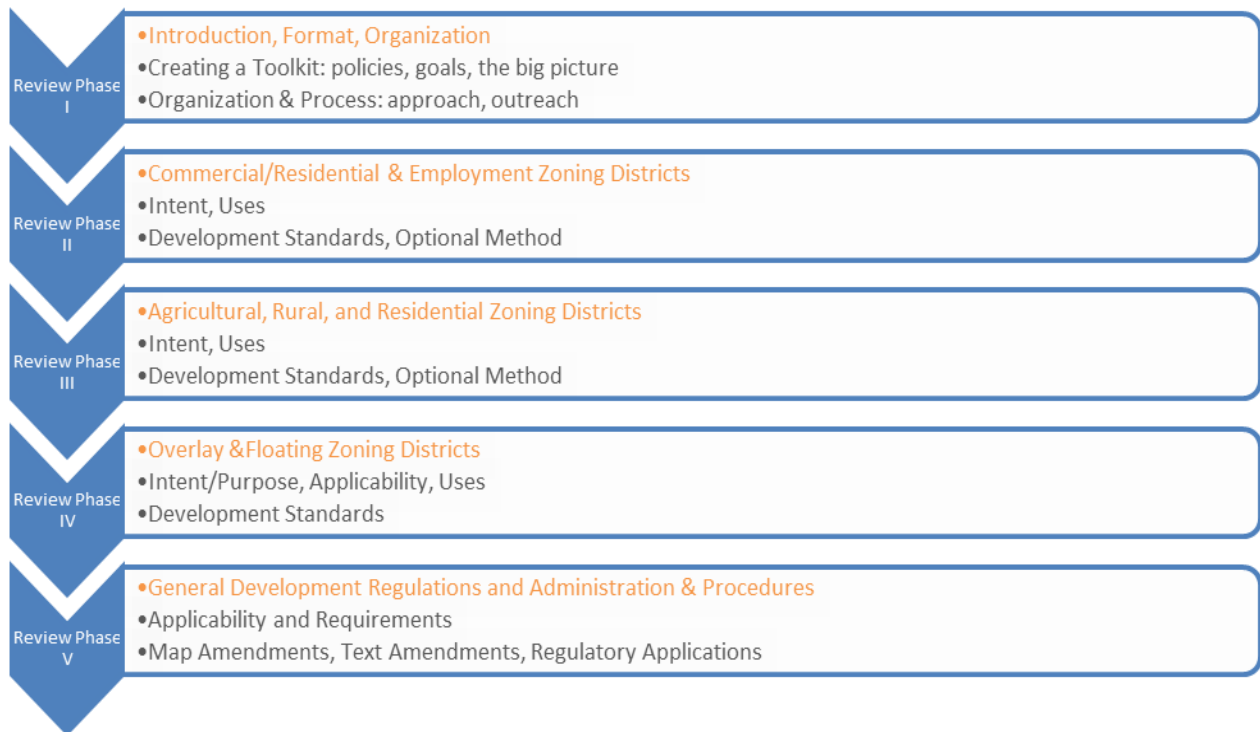 Review Phase
I
•Introduction, Format, Organization
•Creating a Toolkit: policies, goals, the big picture
•Organization & Process: approach, outreach
Review Phase
II
•Commercial/Residential & Employment Zoning Districts
•Intent, Uses
•Development Standards, Optional Method
Review Phase
III
•Agricultural, Rural, and Residential Zoning Districts
•Intent, Uses
•Development Standards, Optional Method
Review Phase
IV
•Overlay &Floating Zoning Districts
•Intent/Purpose, Applicability, Uses
•Development Standards
Review Phase
V
•General Development Regulations and Administration & Procedures
•Applicability and Requirements
•Map Amendments, Text Amendments, Regulatory Applications